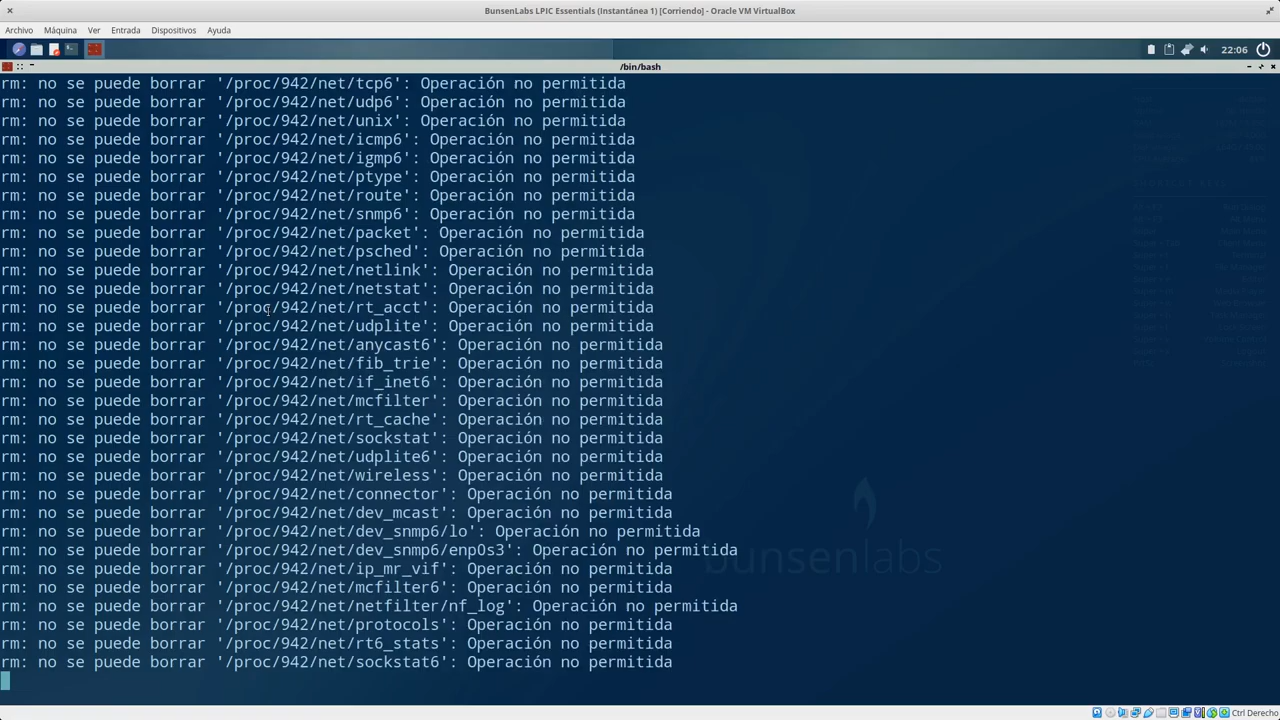 BunsenLabs LPIC Essentials (Instantánea 1) [Corriendo] - Oracle VM VirtualBox
Archivo Máquina Ver Entrada Dispositivos Ayuda
22:06
/bin/bash
rm: no se puede borrar '/proc/942/net/tcp6': Operación no permitida
rm: no se puede borrar '/proc/942/net/udp6': Operación no permitida
rm: no se puede borrar '/proc/942/net/unix': Operación no permitida
rm: no se puede borrar '/proc/942/net/icmp6': Operación no permitida
rm: no se puede borrar '/proc/942/net/igmp6': Operación no permitida
rm: no se puede borrar '/proc/942/net/ptype': Operación no permitida
rm: no se puede borrar '/proc/942/net/route': Operación no permitida
rm: no se puede borrar '/proc/942/net/snmp6': Operación no permitida
rm: no se puede borrar '/proc/942/net/packet': Operación no permitida
rm: no se puede borrar '/proc/942/net/psched': Operación no permitida
rm: no se puede borrar '/proc/942/net/netlink': Operación no permitida
rm: no se puede borrar '/proc/942/net/netstat': Operación no permitida
rm: no se puede borrar '/proc/942/net/rt_acct': Operación no permitida
rm: no se puede borrar '/proc/942/net/udplite': Operación no permitida
rm: no se puede borrar '/proc/942/net/anycast6': Operación no permitida
rm: no se puede borrar '/proc/942/net/fib_trie': Operación no permitida
rm: no se puede borrar '/proc/942/net/if_inet6': Operación no permitida
rm: no se puede borrar '/proc/942/net/mcfilter': Operación no permitida
rm: no se puede borrar '/proc/942/net/rt_cache': Operación no permitida
rm: no se puede borrar '/proc/942/net/sockstat': Operación no permitida
rm: no se puede borrar '/proc/942/net/udplite6': Operación no permitida
rm: no se puede borrar '/proc/942/net/wireless': Operación no permitida
rm: no se puede borrar '/proc/942/net/connector': Operación no permitida
rm: no se puede borrar '/proc/942/net/dev_mcast': Operación no permitida
rm: no se puede borrar '/proc/942/net/dev_snmp6/lo': Operación no permitida
rm: no se puede borrar '/proc/942/net/dev_snmp6/enp0s3': Operación no permitida
rm: no se puede borrar '/proc/942/net/ip_mr_vif': Operación no permitida
rm: no se puede borrar '/proc/942/net/mcfilter6': Operación no permitida
rm: no se puede borrar '/proc/942/net/netfilter/nf_log': Operación no permitida
rm: no se puede borrar '/proc/942/net/protocols': Operación no permitida
rm: no se puede borrar '/proc/942/net/rt6_stats': Operación no permitida
rm: no se puede borrar '/proc/942/net/sockstat6': Operación no permitida
bunsenlabs
Ctrl Derecho